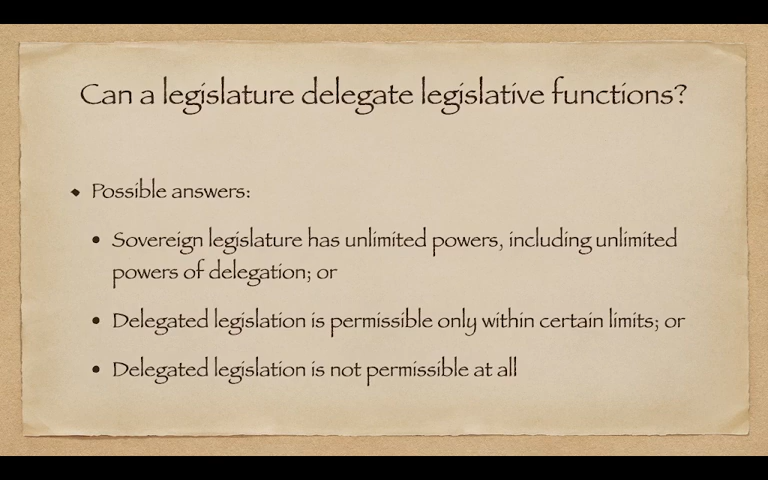 Can a legislature delegate legislative functions?
Possible answers:
Sovereign legislature has unlimited powers, including unlimited
powers of delegation; or
Delegated legislation is permissible only within certain limits; or
Delegated legislation is not permissible at all